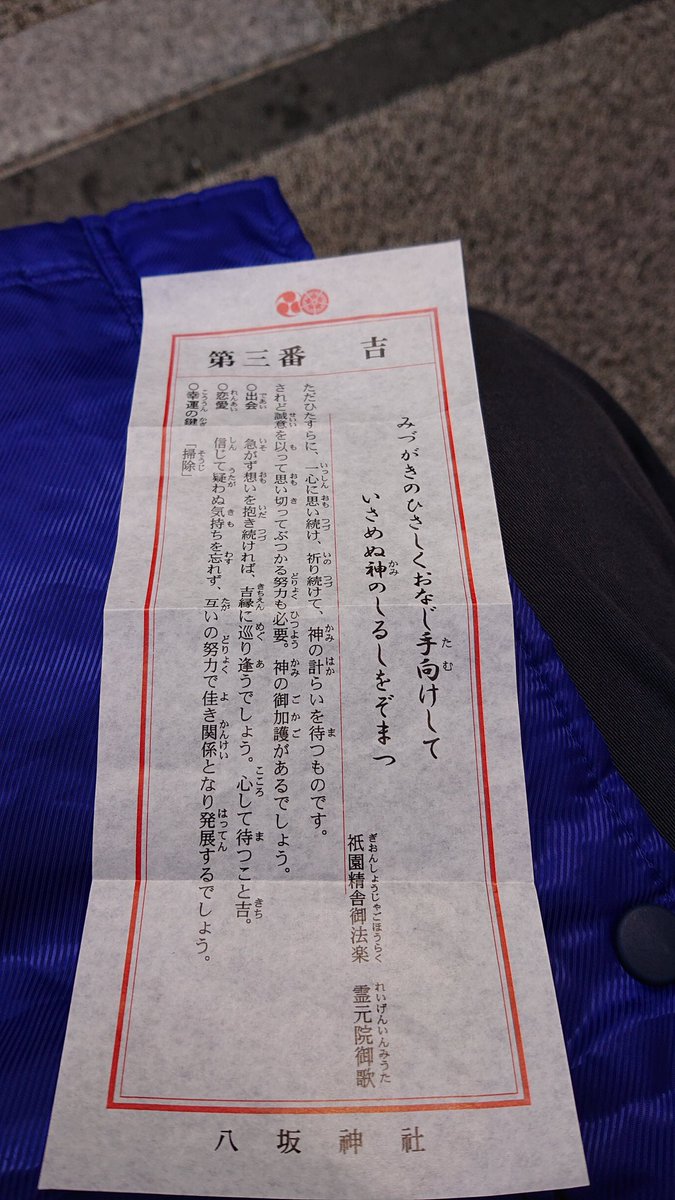 第三番 吉
みづがきのひさしくおなじ手向けして
いさめぬ神のしるしをぞまつ
祇園精舎御法楽 霊元院御歌
ただひたすらに、一心に思い続け、祈り続けて、神の計らいを待つものです。
されど誠意を以って思い切ってぶつかる努力も必要。神の御加護があるでしょう。
○出会 急がず想いを抱き続ければ、吉縁に巡り逢うでしょう。心して待つこと吉。
○恋愛 信じて疑わぬ気持ちを忘れず、互いの努力で佳き関係となり発展するでしょう。
○幸運の鍵 「掃除」
八坂神社